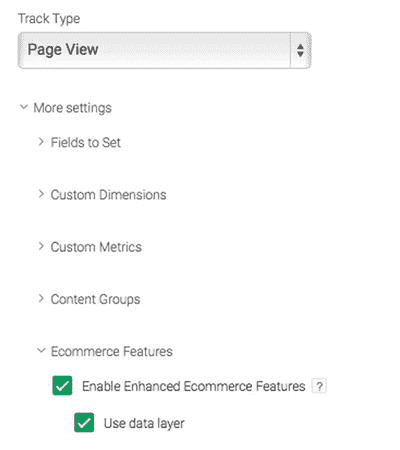 Track Type
Page View
More settings
Fields to Set
Custom Dimensions
Custom Metrics
Content Groups
Ecommerce Features
Enable Enhanced Ecommerce Features ?
Use data layer